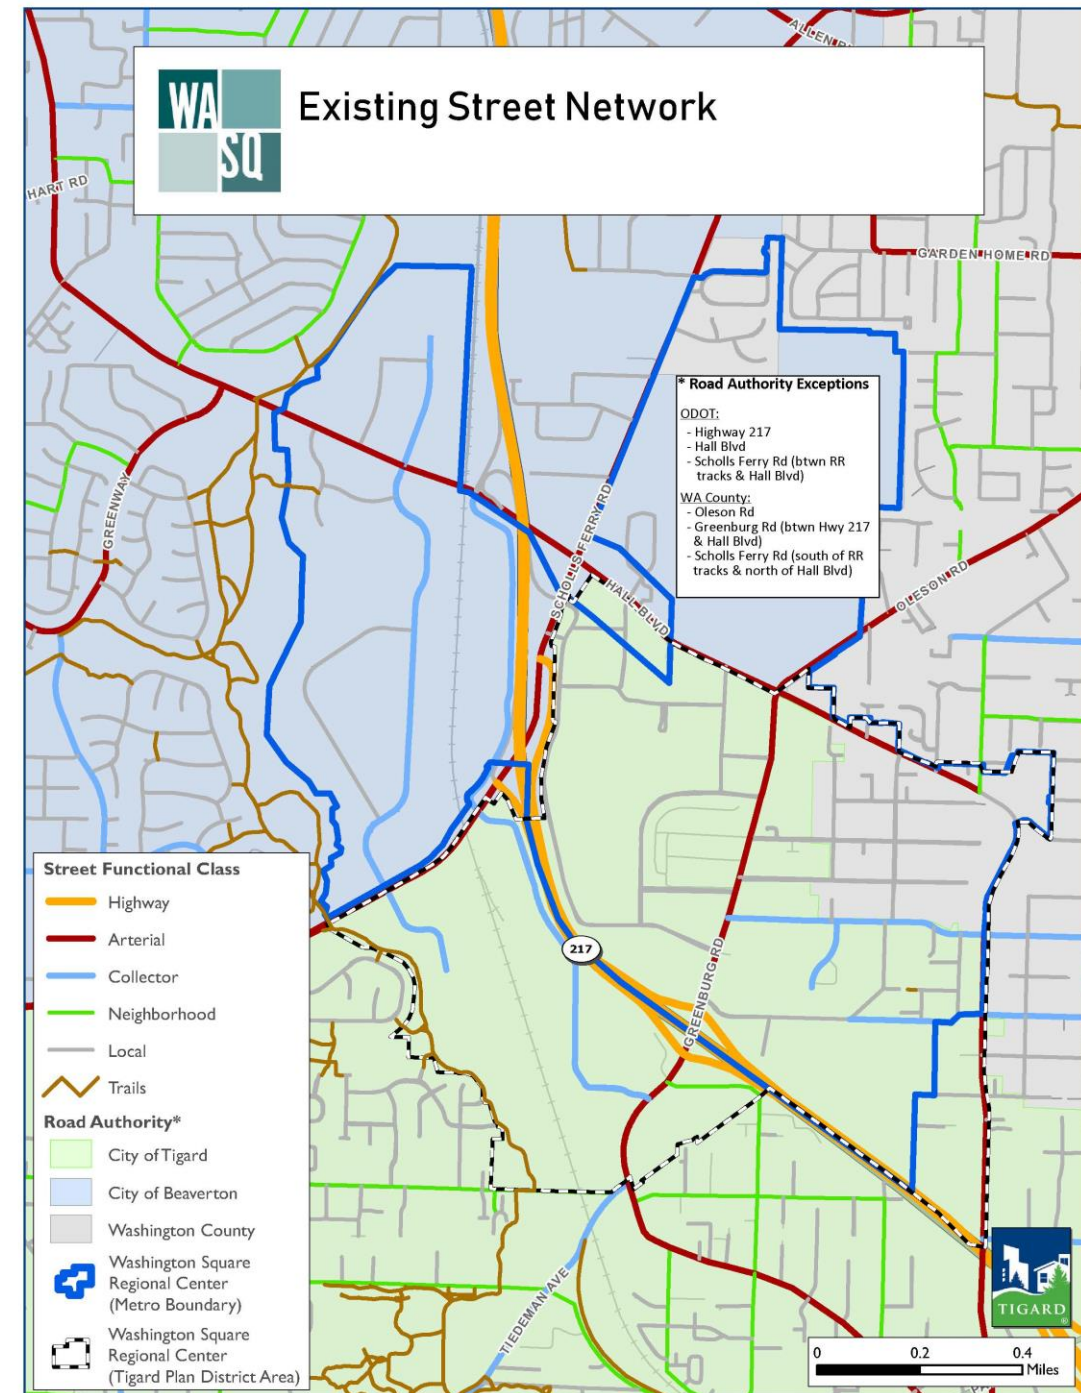 ALLEN
WA
SQ
Existing Street Network
HART RD
GARDEN HOME RD
* Road Authority Exceptions
ODOT:
- Highway 217
- Hall Blvd
- Scholls Ferry Rd (btwn RR
tracks & Hall Blvd)
WA County:
- Oleson Rd
- Greenburg Rd (btwn Hwy 217
& Hall Blvd)
- Scholls Ferry Rd (south of RR
tracks & north of Hall Blvd)
GREENWAY
SCHOLLS FERRY RD
HALL BLVD
OLESON RD
217
GREENBURG RD
TIEDEMAN AVE
Street Functional Class
Highway
Arterial
Collector
Neighborhood
Local
Trails
Road Authority*
City of Tigard
City of Beaverton
Washington County
Washington Square
Regional Center
(Metro Boundary)
Washington Square
Regional Center
(Tigard Plan District Area)
TIGARD
0 0.2 0.4
Miles